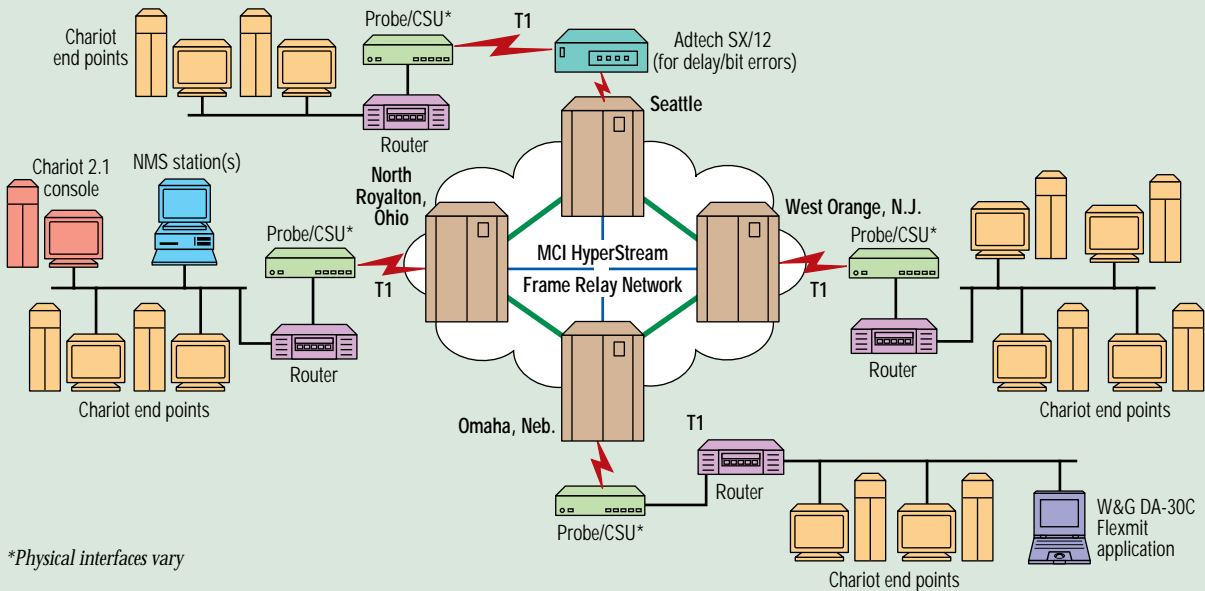 Chariot
end points
Probe/CSU*
T1
Adtech SX/12
(for delay/bit errors)
Router
Seattle
Chariot 2.1
console
NMS station(s)
Probe/CSU*
T1
Router
Chariot end points
North
Royalton,
Ohio
MCI HyperStream
Frame Relay Network
West Orange, N.J.
Probe/CSU*
T1
Router
Chariot end points
Omaha, Neb.
T1
Probe/CSU*
Router
Chariot end points
W&G DA-30C
Flexmit
application
*Physical interfaces vary